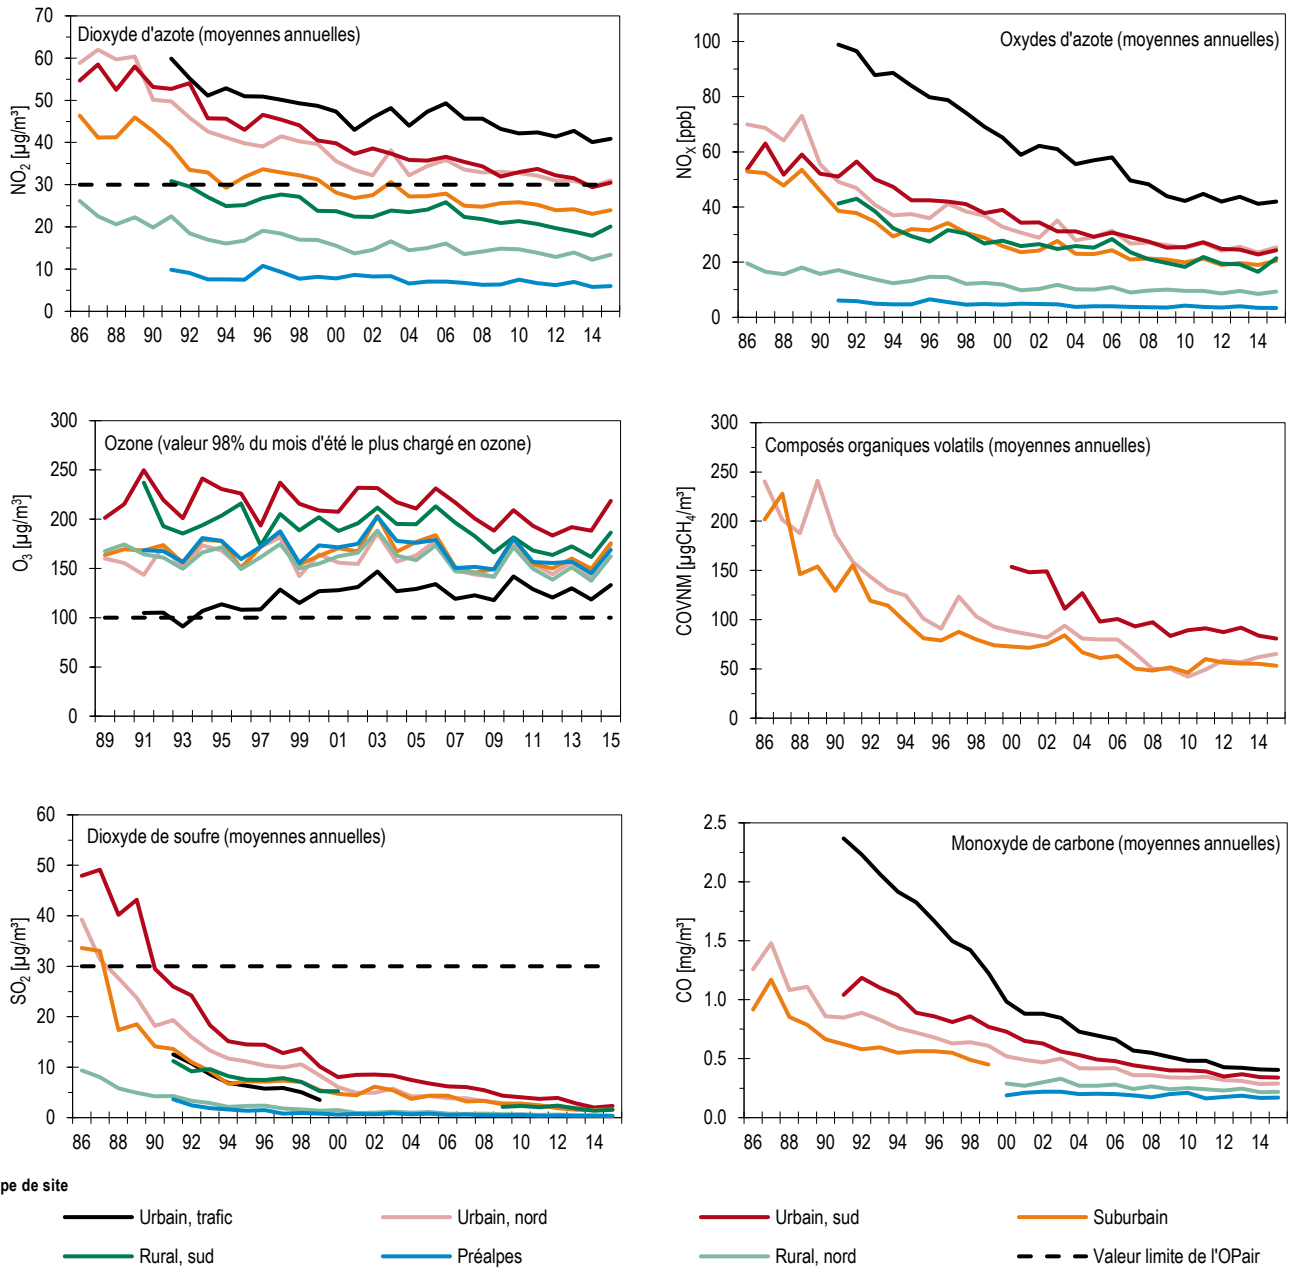 Dioxyde d'azote (moyennes annuelles)
NO₂ [µg/m³]
70
60
50
40
30
20
10
0
86 88 90 92 94 96 98 00 02 04 06 08 10 12 14
Oxydes d'azote (moyennes annuelles)
NOX [ppb]
100
80
60
40
20
0
86 88 90 92 94 96 98 00 02 04 06 08 10 12 14
Ozone (valeur 98% du mois d'été le plus chargé en ozone)
O₃ [µg/m³]
300
250
200
150
100
50
0
89 91 93 95 97 99 01 03 05 07 09 11 13 15
Composés organiques volatils (moyennes annuelles)
COVNM [µgCH₄/m³]
300
250
200
150
100
50
0
86 88 90 92 94 96 98 00 02 04 06 08 10 12 14
Dioxyde de soufre (moyennes annuelles)
SO₂ [µg/m³]
60
50
40
30
20
10
0
86 88 90 92 94 96 98 00 02 04 06 08 10 12 14
Monoxyde de carbone (moyennes annuelles)
CO [mg/m³]
2.5
2.0
1.5
1.0
0.5
0.0
86 88 90 92 94 96 98 00 02 04 06 08 10 12 14
pe de site
Urbain, trafic
Urbain, nord
Urbain, sud
Suburbain
Rural, sud
Préalpes
Rural, nord
Valeur limite de l'OPair